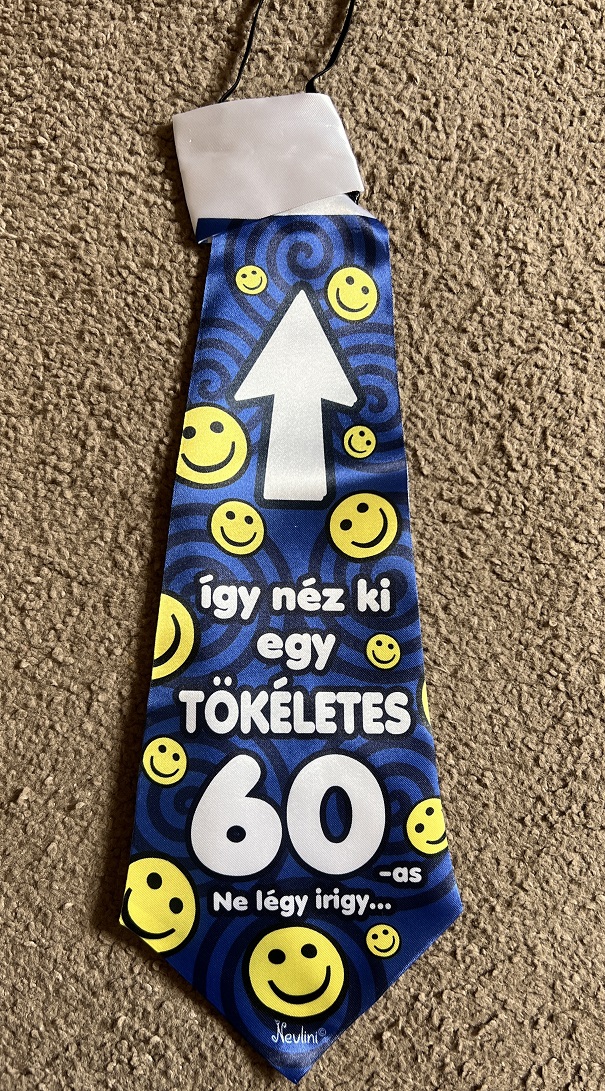 így néz ki
egy
TÖKÉLETES
60
-as
Ne légy irigy...
Nevlini©